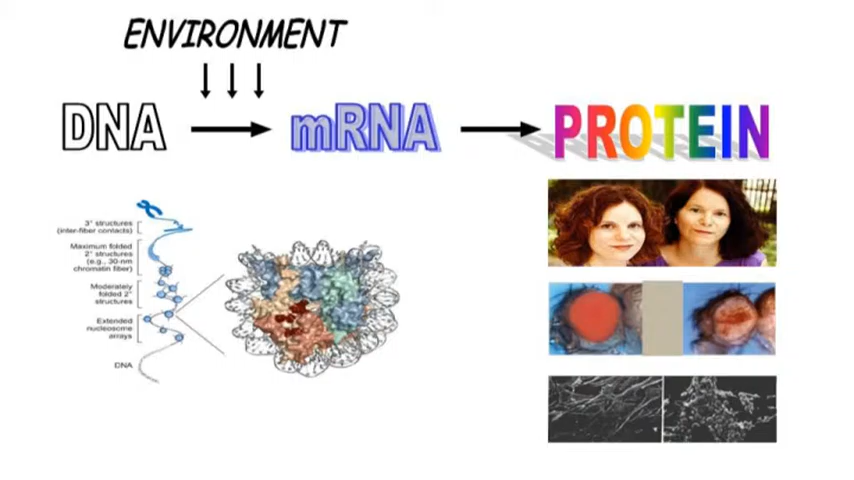 ENVIRONMENT
DNA
mRNA
PROTEIN
3° structures
(inter-fiber contacts)
Maximum folded
2° structures
(e.g., 30-nm
chromatin fiber)
Moderately
folded 2°
structures
Extended
nucleosome
arrays
DNA